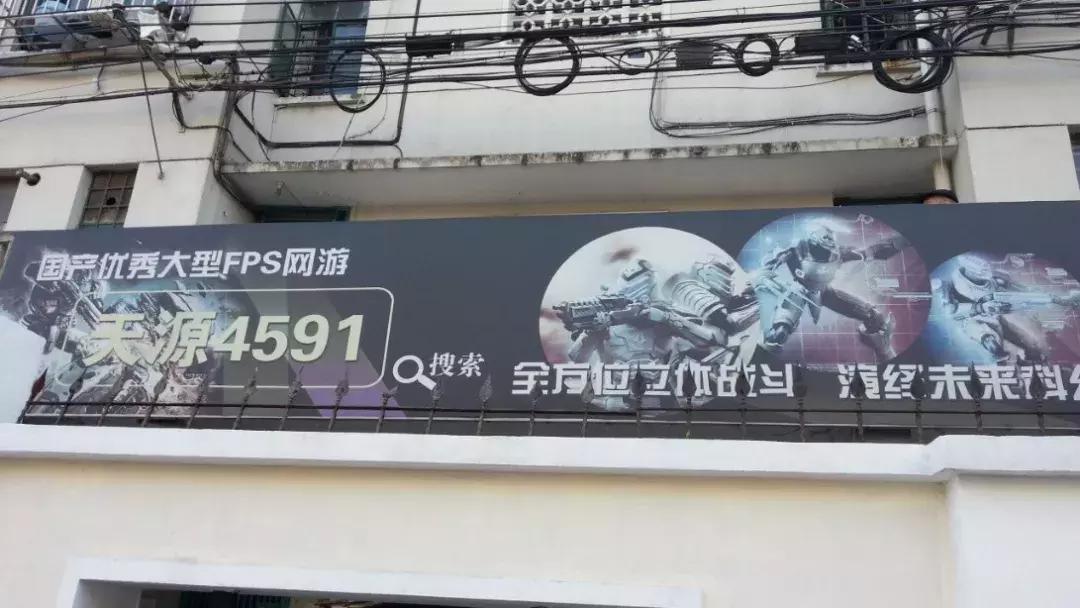 国产优秀大型FPS网游
天源4591
搜索
全方位立体战斗 演绎未来科